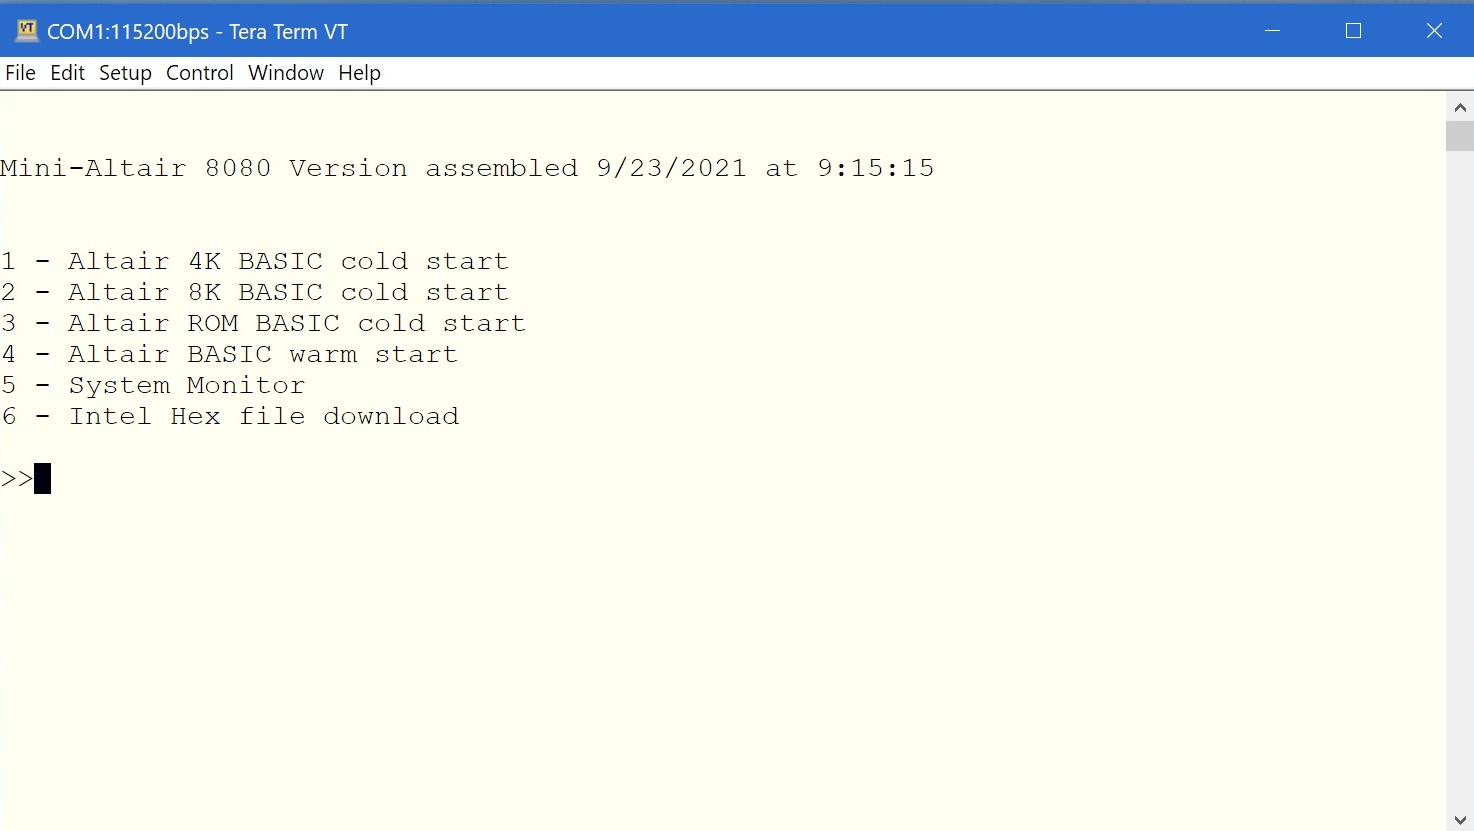 VT
COM1:115200bps - Tera Term VT
File Edit Setup Control Window Help
Mini-Altair 8080 Version assembled 9/23/2021 at 9:15:15
1 - Altair 4K BASIC cold start
2 - Altair 8K BASIC cold start
3 - Altair ROM BASIC cold start
4 - Altair BASIC warm start
5 - System Monitor
6 - Intel Hex file download
>>